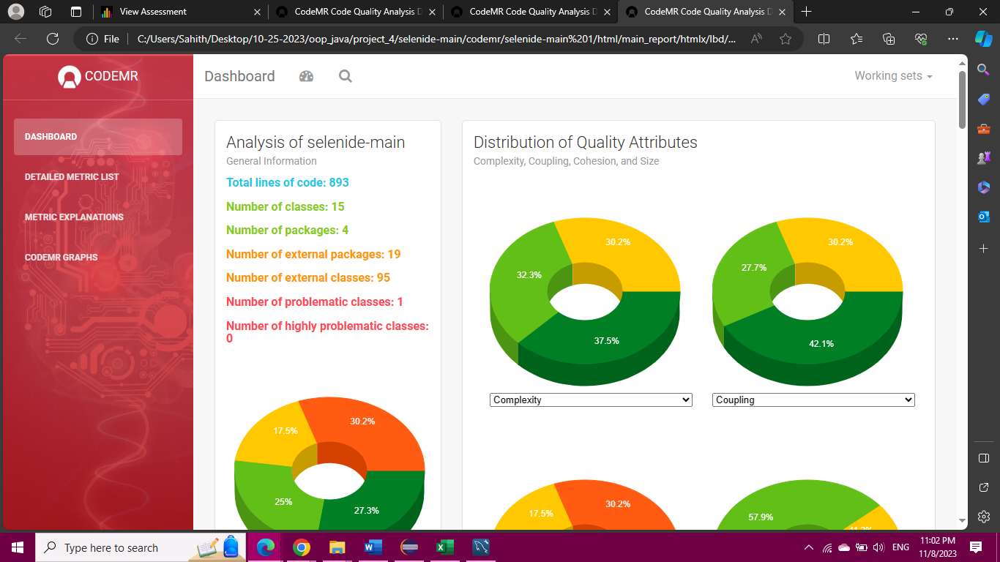 View Assessment
CodeMR Code Quality Analysis D
CodeMR Code Quality Analysis D
CodeMR Code Quality Analysis D
File
C:/Users/Sahith/Desktop/10-25-2023/oop_java/project_4/selenide-main/codemr/selenide-main%201/html/main_report/htmlx/lbd/...
CODEMR
DASHBOARD
DETAILED METRIC LIST
METRIC EXPLANATIONS
CODEMR GRAPHS
Dashboard
Working sets
Analysis of selenide-main
General Information
Total lines of code: 893
Number of classes: 15
Number of packages: 4
Number of external packages: 19
Number of external classes: 95
Number of problematic classes: 1
Number of highly problematic classes:
0
17.5%
30.2%
25%
27.3%
Distribution of Quality Attributes
Complexity, Coupling, Cohesion, and Size
30.2%
32.3%
37.5%
Complexity
30.2%
27.7%
42.1%
Coupling
17.5%
30.2%
57.9%
Type here to search
ENG
11:02 PM
11/8/2023